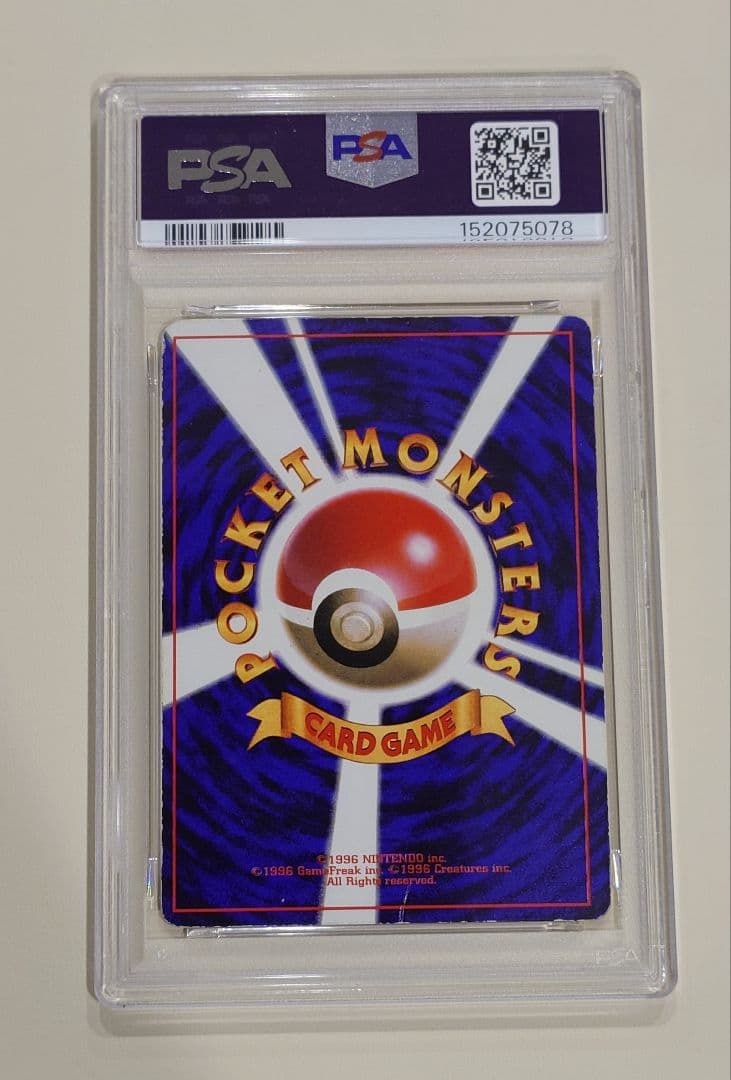 PSA
PSA
152075078
POCKET MONSTERS
CARD GAME
©1996 NINTENDO inc.
©1996 GameFreak inc. ©1996 Creatures inc.
All Rights reserved.
PSA